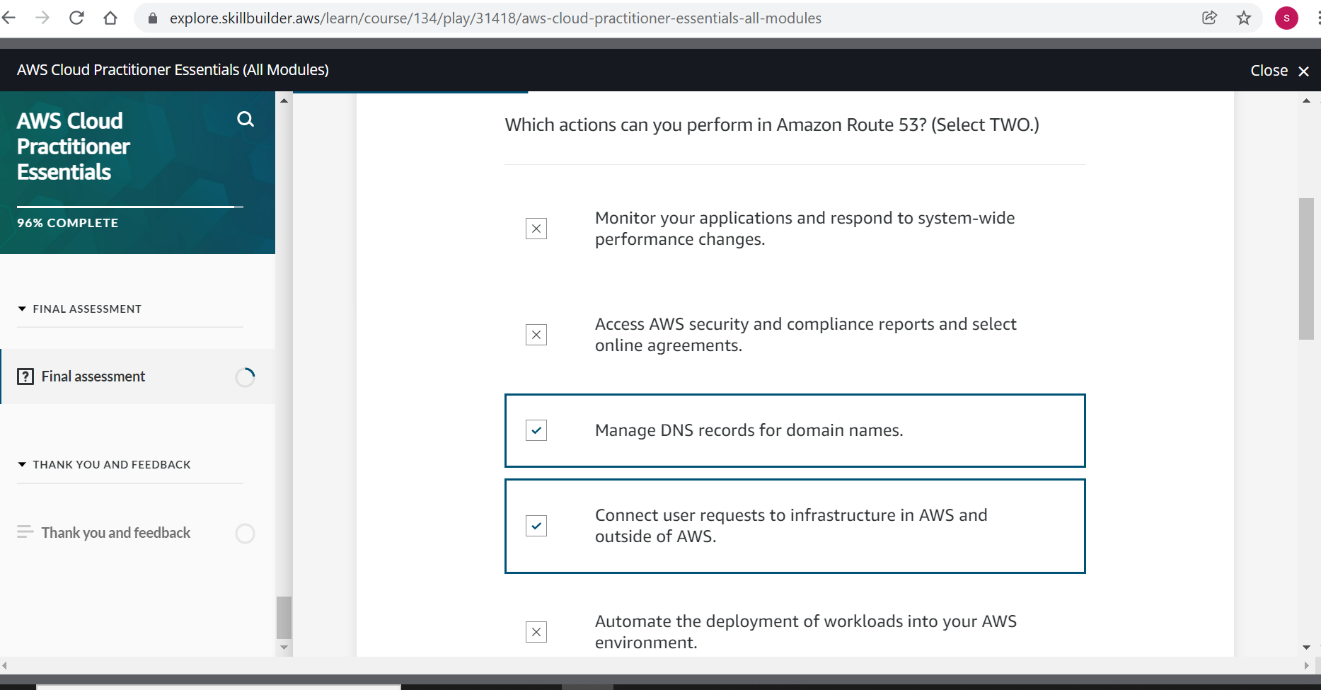 explore.skillbuilder.aws/learn/course/134/play/31418/aws-cloud-practitioner-essentials-all-modules
S
AWS Cloud Practitioner Essentials (All Modules)
Close
AWS Cloud
Practitioner
Essentials
96% COMPLETE
FINAL ASSESSMENT
Final assessment
THANK YOU AND FEEDBACK
Thank you and feedback
Which actions can you perform in Amazon Route 53? (Select TWO.)
Monitor your applications and respond to system-wide
performance changes.
Access AWS security and compliance reports and select
online agreements.
Manage DNS records for domain names.
Connect user requests to infrastructure in AWS and
outside of AWS.
Automate the deployment of workloads into your AWS
environment.